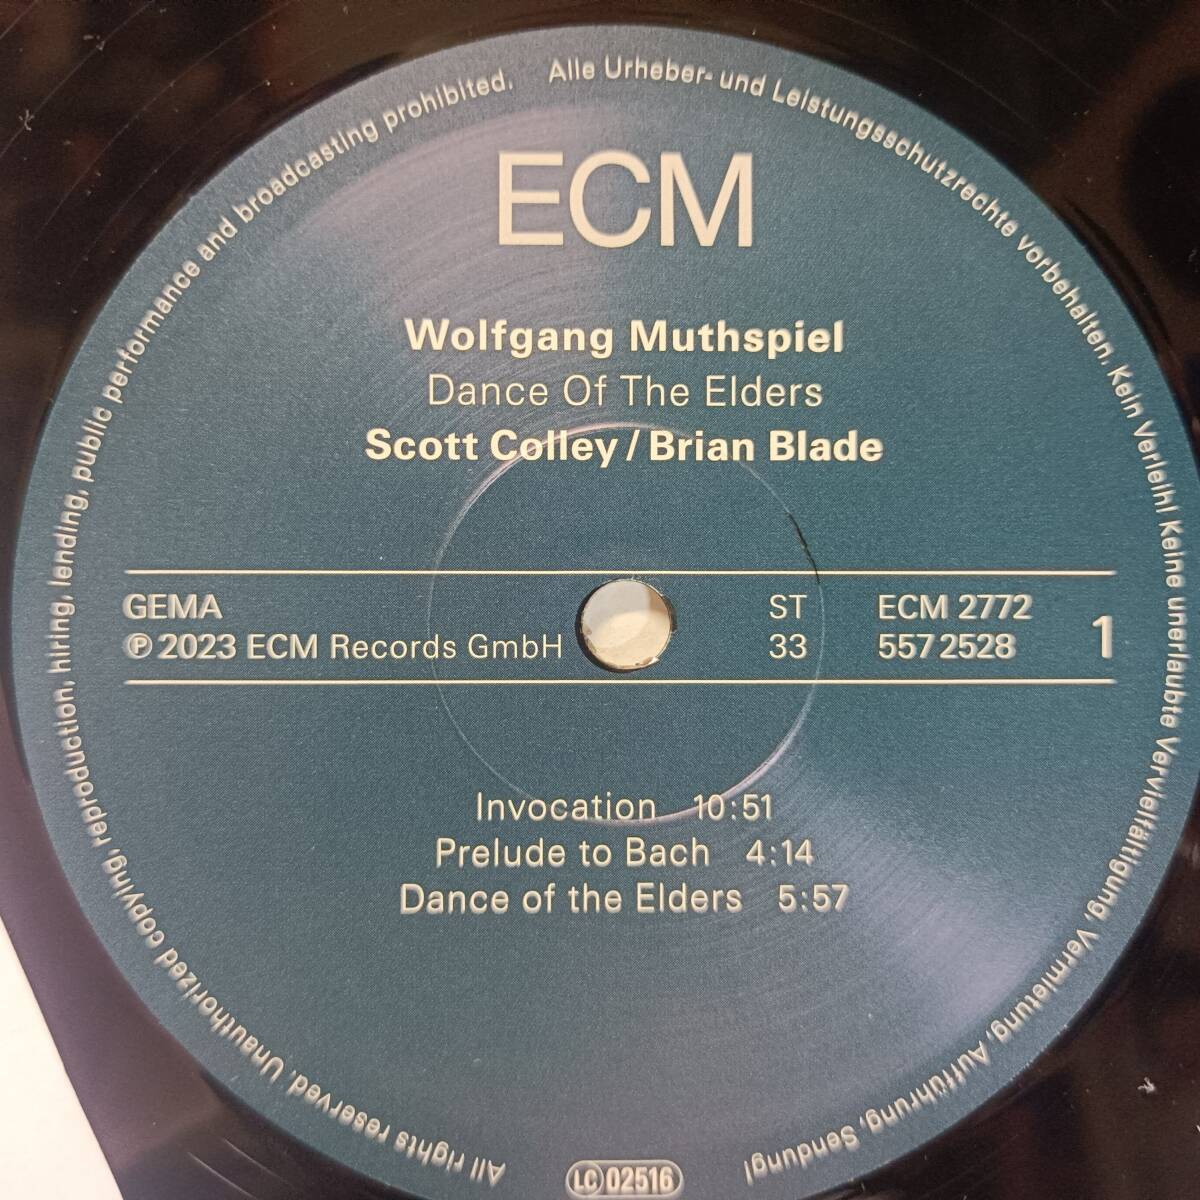 ECM
Wolfgang Muthspiel
Dance Of The Elders
Scott Colley / Brian Blade
GEMA
℗ 2023 ECM Records GmbH
ST
33
ECM 2772
557 2528
1
Invocation 10:51
Prelude to Bach 4:14
Dance of the Elders 5:57
All rights reserved. Unauthorized copying, reproduction, hiring, lending, public performance and broadcasting prohibited.
Alle Urheber- und Leistungsschutzrechte vorbehalten. Kein Verleih! Keine unerlaubte Vervielfältigung, Vermietung, Aufführung, Sendung!
LC 02516